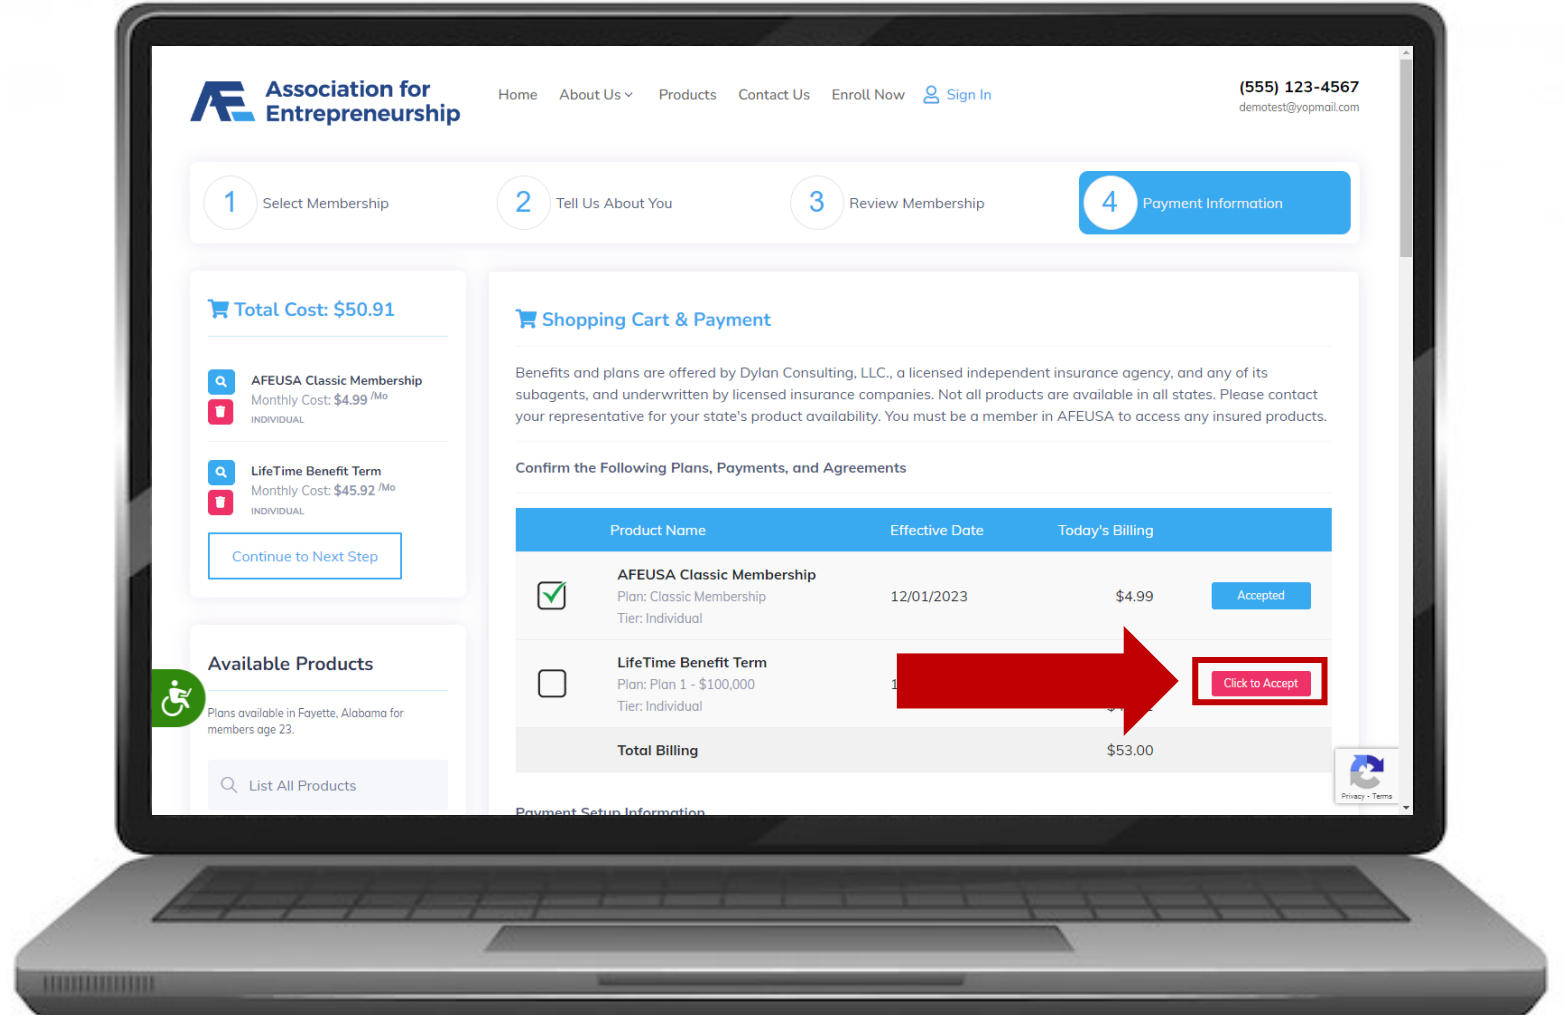 Association for
Entrepreneurship
Home About Us Products Contact Us Enroll Now Sign In
(555) 123-4567
demotest@yopmail.com
1 Select Membership
2 Tell Us About You
3 Review Membership
4 Payment Information
Total Cost: $50.91
AFEUSA Classic Membership
Monthly Cost: $4.99 /Mo
INDIVIDUAL
LifeTime Benefit Term
Monthly Cost: $45.92 /Mo
INDIVIDUAL
Continue to Next Step
Available Products
Plans available in Fayette, Alabama for
members age 23.
List All Products
Shopping Cart & Payment
Benefits and plans are offered by Dylan Consulting, LLC., a licensed independent insurance agency, and any of its
subagents, and underwritten by licensed insurance companies. Not all products are available in all states. Please contact
your representative for your state's product availability. You must be a member in AFEUSA to access any insured products.
Confirm the Following Plans, Payments, and Agreements
Product Name Effective Date Today's Billing
AFEUSA Classic Membership
Plan: Classic Membership 12/01/2023 $4.99 Accepted
Tier: Individual
LifeTime Benefit Term
Plan: Plan 1 - $100,000 Click to Accept
Tier: Individual
Total Billing $53.00
Payment Setup Information
Privacy - Terms